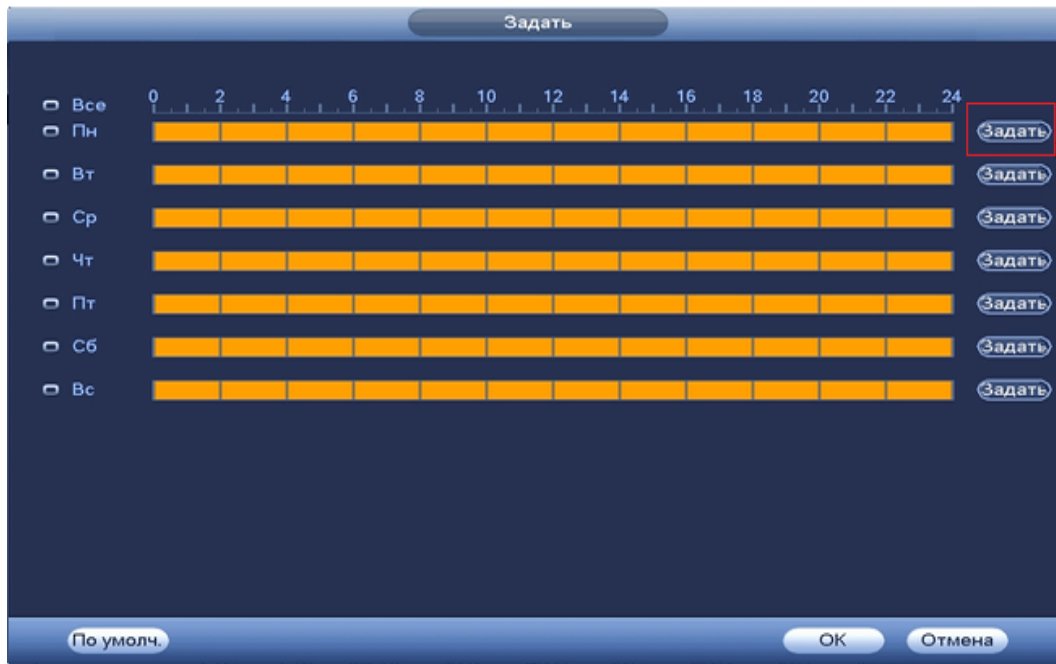 Задать
Все 0 2 4 6 8 10 12 14 16 18 20 22 24
Пн Задать
Вт Задать
Ср Задать
Чт Задать
Пт Задать
Сб Задать
Вс Задать
По умолч. ОК Отмена